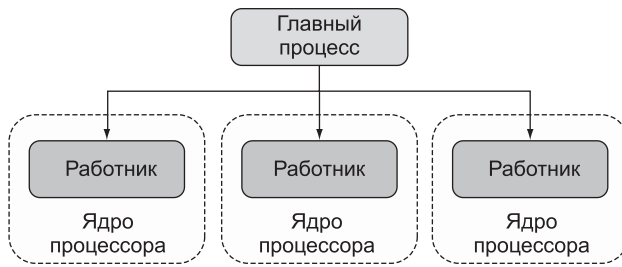 Главный
процесс
Работник
Работник
Работник
Ядро
процессора
Ядро
процессора
Ядро
процессора